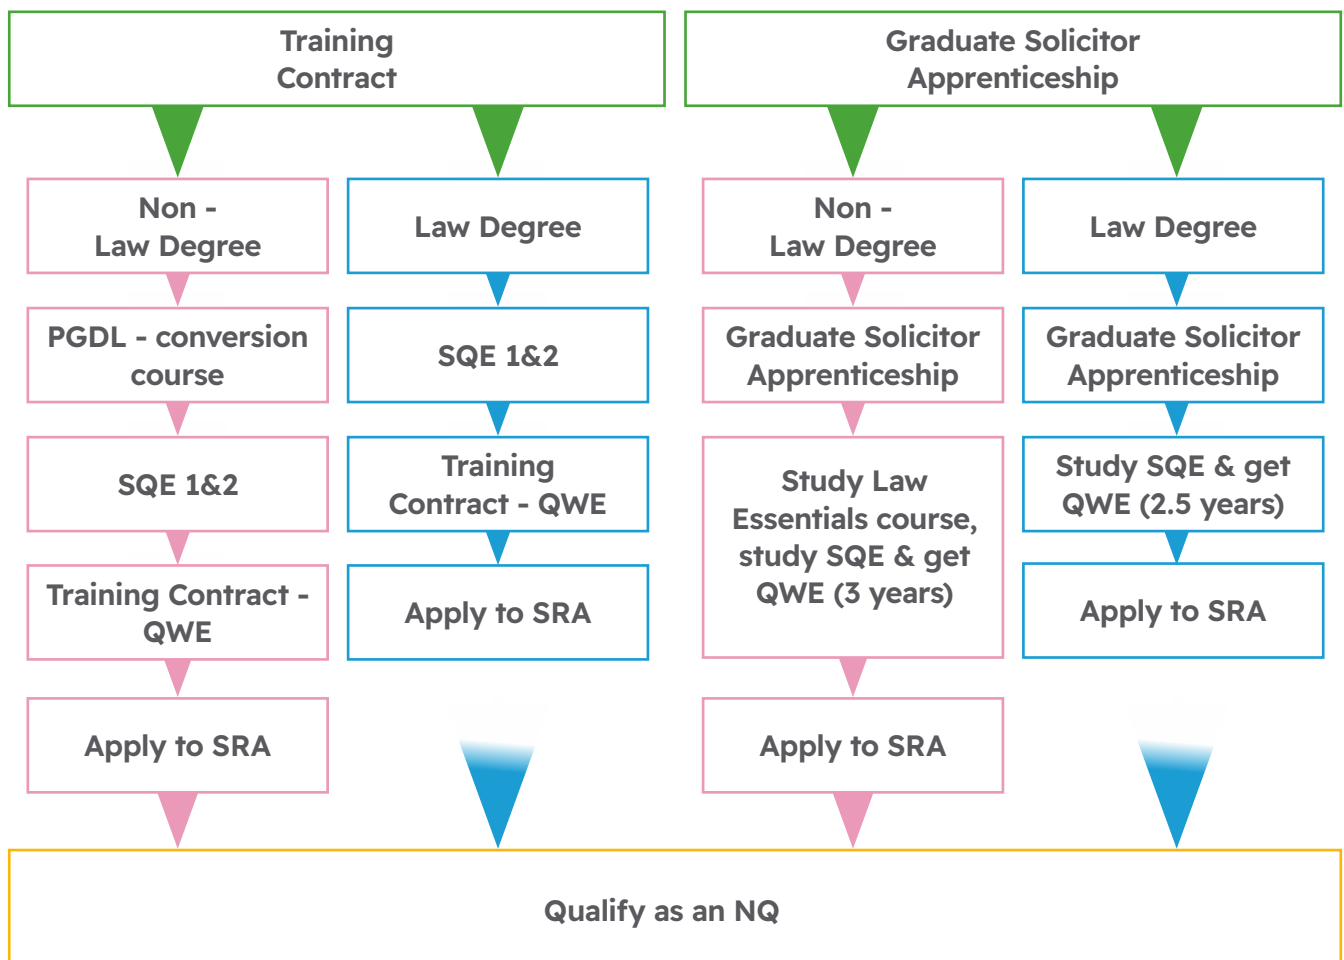 Training
Contract
Graduate Solicitor
Apprenticeship
Non -
Law Degree
PGDL - conversion
course
SQE 1&2
Training Contract -
QWE
Apply to SRA
Law Degree
SQE 1&2
Training
Contract - QWE
Apply to SRA
Non -
Law Degree
Graduate Solicitor
Apprenticeship
Study Law
Essentials course,
study SQE & get
QWE (3 years)
Apply to SRA
Law Degree
Graduate Solicitor
Apprenticeship
Study SQE & get
QWE (2.5 years)
Apply to SRA
Qualify as an NQ